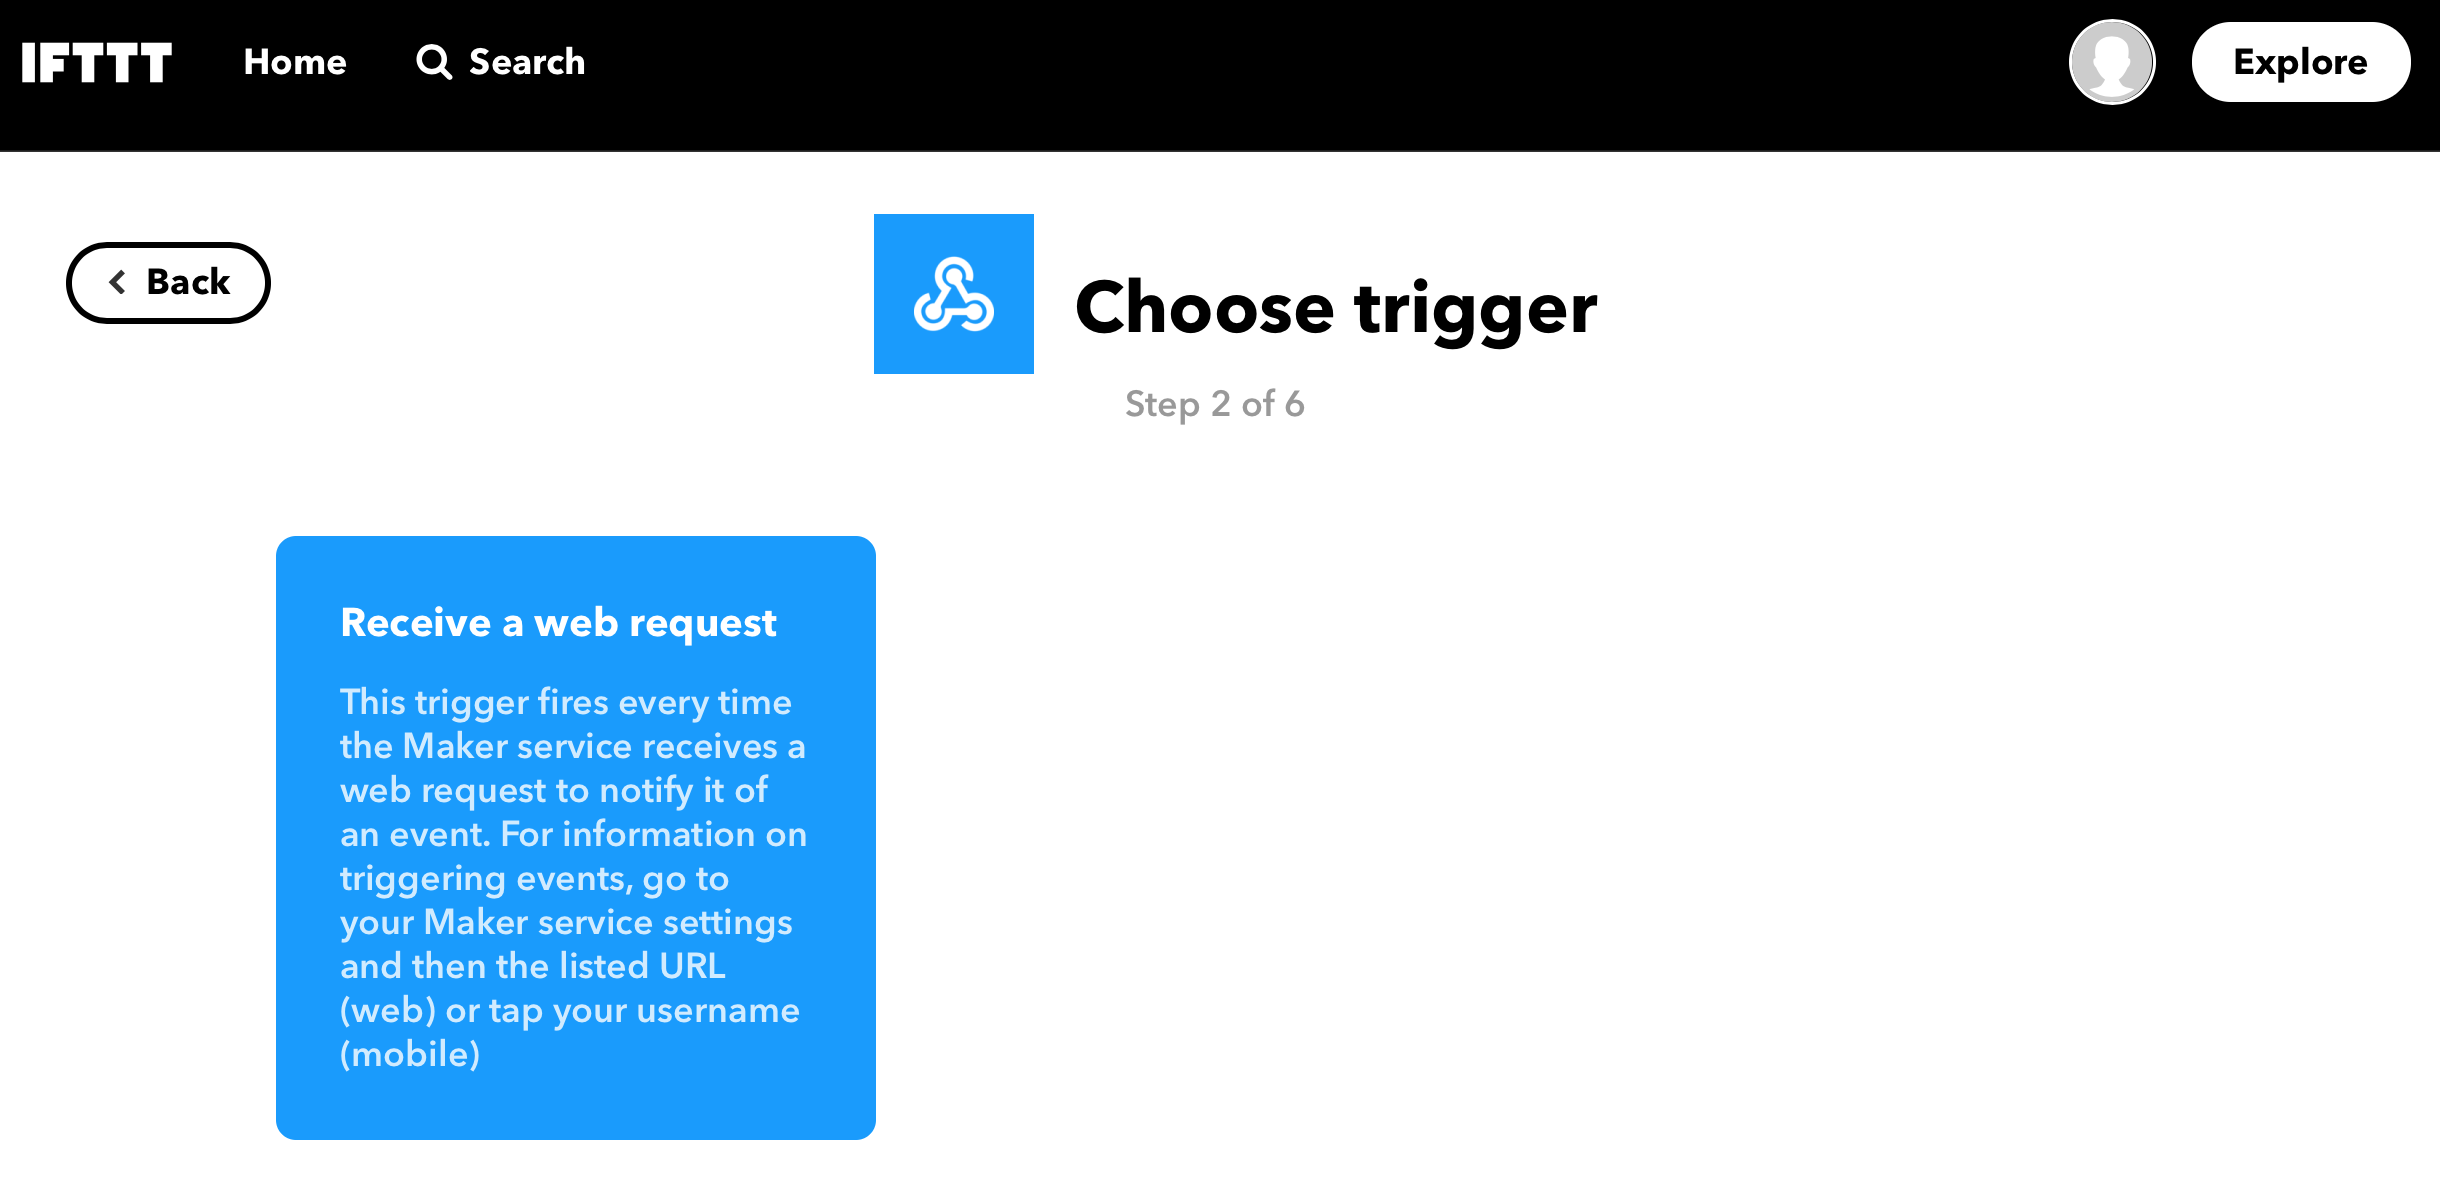 IFTTT
Home
Search
Explore
Back
Choose trigger
Step 2 of 6
Receive a web request
This trigger fires every time
the Maker service receives a
web request to notify it of
an event. For information on
triggering events, go to
your Maker service settings
and then the listed URL
(web) or tap your username
(mobile)